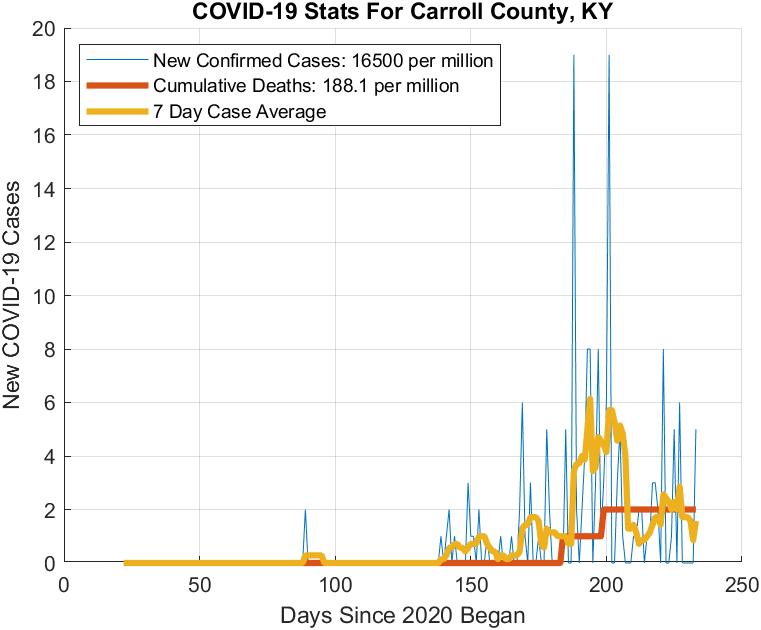 COVID-19 Stats For Carroll County, KY
New Confirmed Cases: 16500 per million
Cumulative Deaths: 188.1 per million
7 Day Case Average
New COVID-19 Cases
20
18
16
14
12
10
8
6
4
2
0
0 50 100 150 200 250
Days Since 2020 Began